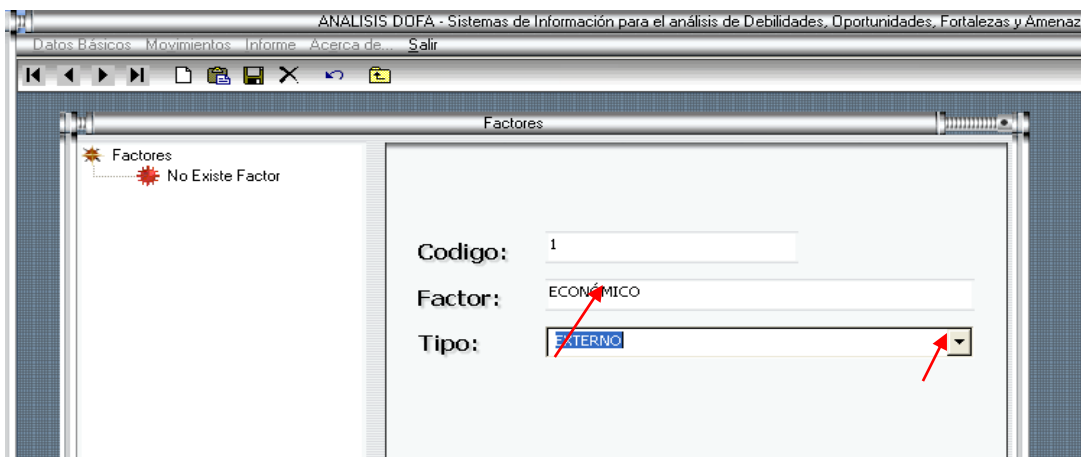 ANALISIS DOFA - Sistemas de Información para el análisis de Debilidades, Oportunidades, Fortalezas y Amenaz
Datos Básicos Movimientos Informe Acerca de... Salir
Factores
Factores
No Existe Factor
Codigo: 1
Factor: ECONÓMICO
Tipo: EXTERNO